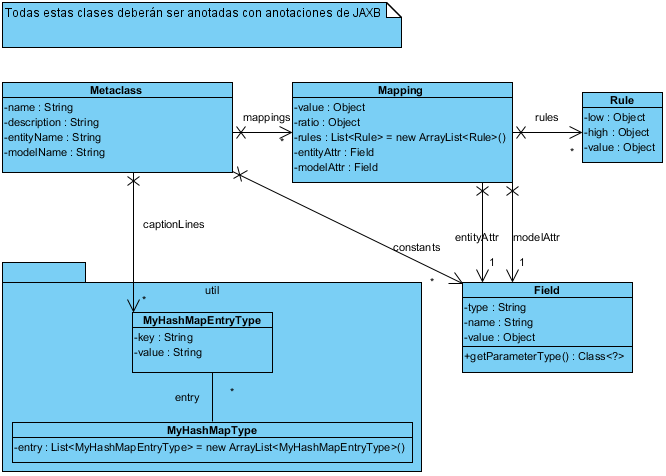 Todas estas clases deberán ser anotadas con anotaciones de JAXB
Metaclass
-name : String
-description : String
-entityName : String
-modelName : String
mappings
*
Mapping
-value : Object
-ratio : Object
-rules : List<Rule> = new ArrayList<Rule>()
-entityAttr : Field
-modelAttr : Field
rules
*
Rule
-low : Object
-high : Object
-value : Object
captionLines
*
constants
*
entityAttr
1
modelAttr
1
Field
-type : String
-name : String
-value : Object
+getParameterType() : Class<?>
util
MyHashMapEntryType
-key : String
-value : String
entry
*
MyHashMapType
-entry : List<MyHashMapEntryType> = new ArrayList<MyHashMapEntryType>()